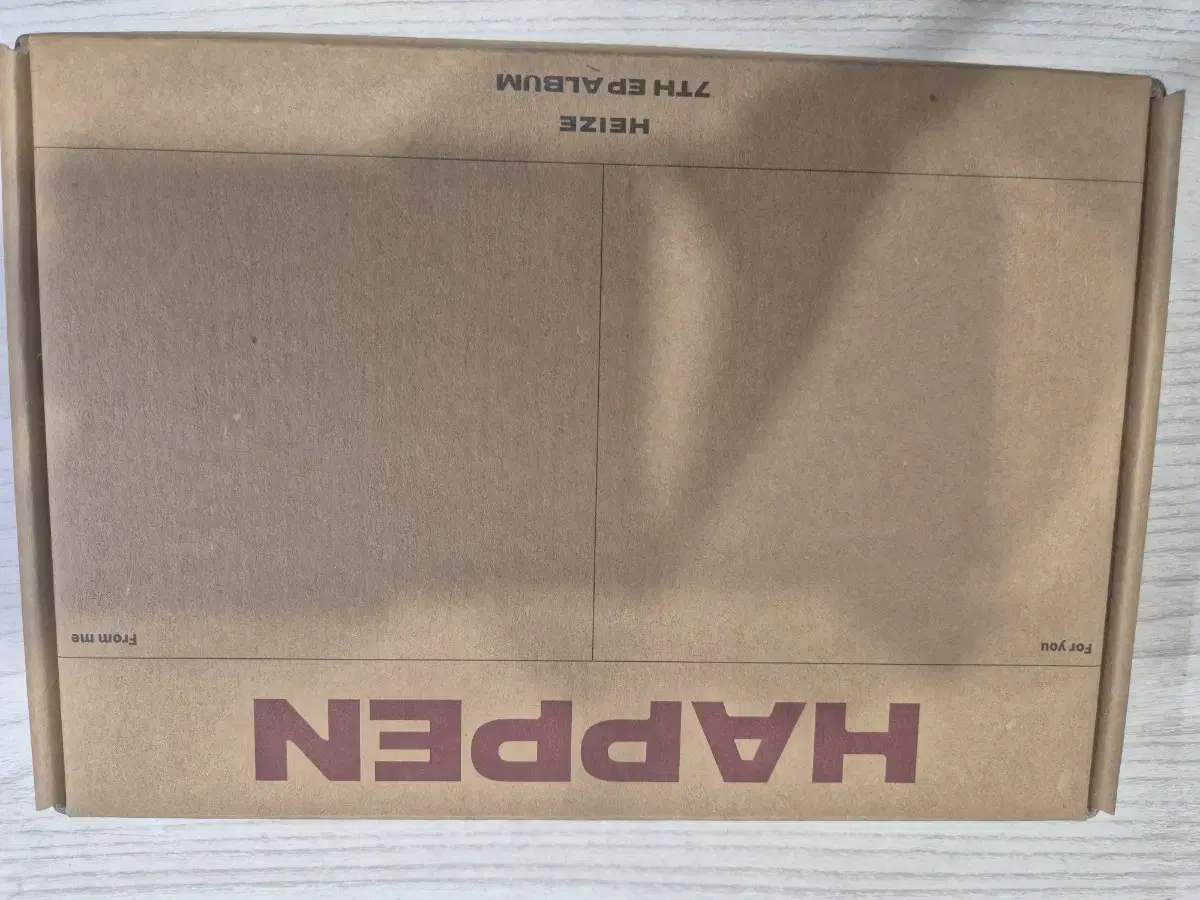 HAPPEN
For you
From me
HEIZE
7TH EP ALBUM